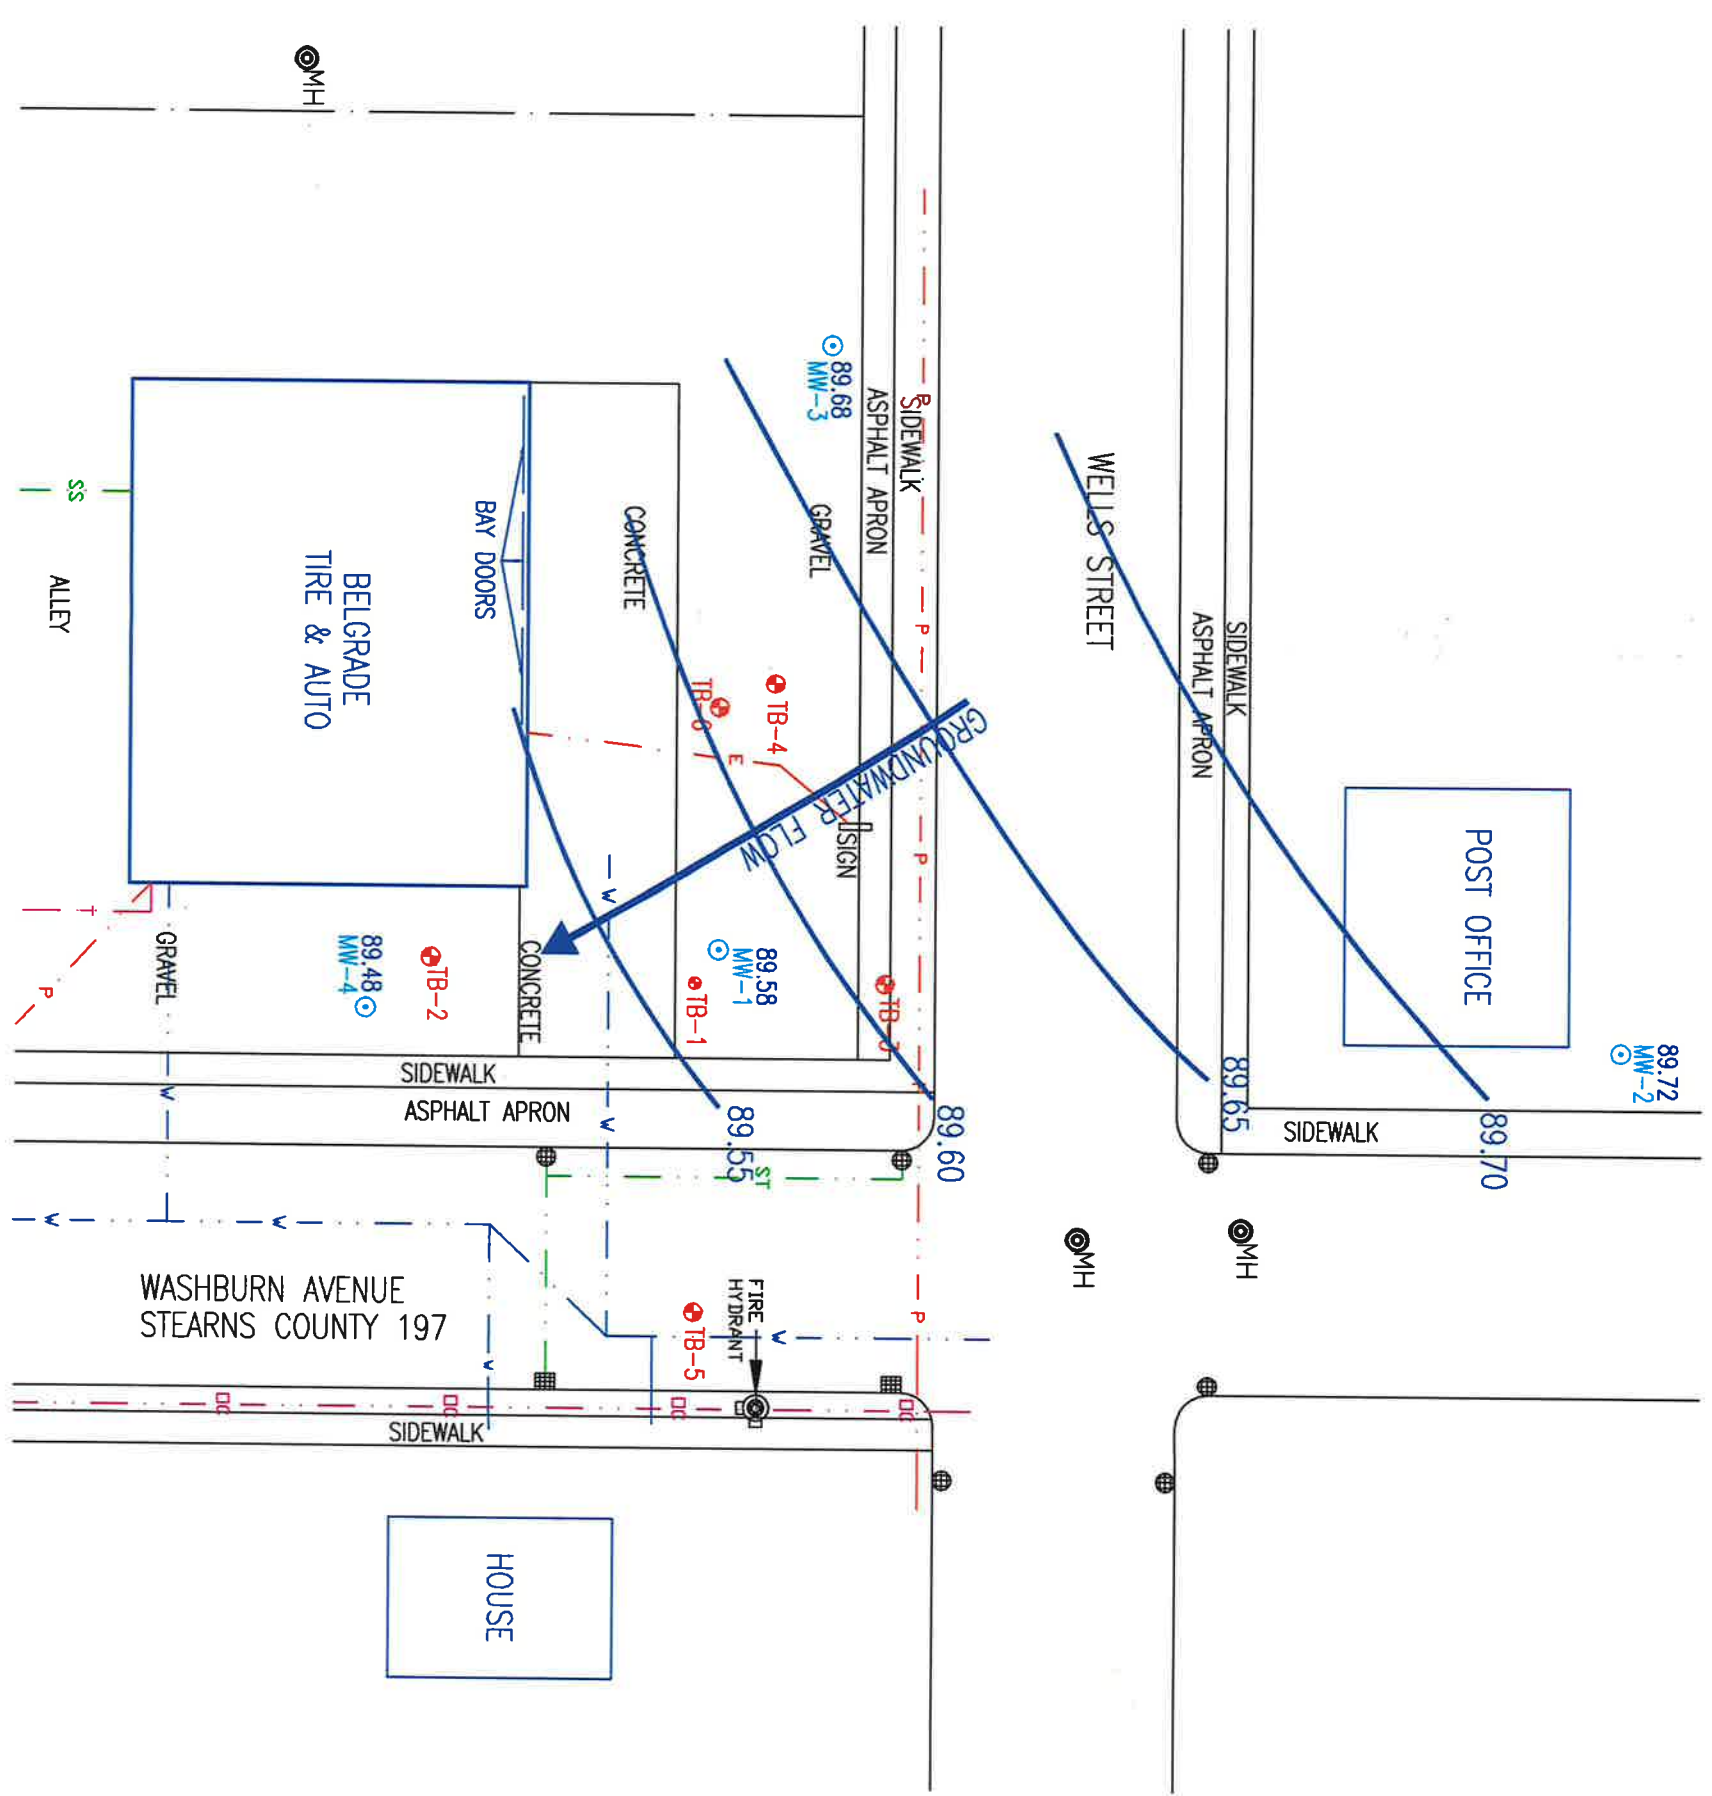 MH
89.68
MW-3
SIDEWALK
ASPHALT APRON
P
WELLS STREET
SIDEWALK
ASPHALT APRON
GRAVEL
CONCRETE
BAY DOORS
BELGRADE
TIRE & AUTO
SS
ALLEY
P
TB-4
TB-6
E
GROUNDWATER FLOW
SIGN
P
POST OFFICE
89.72
MW-2
W
T
P
GRAVEL
89.48
MW-4
TB-2
CONCRETE
89.58
MW-1
TB-1
TB-3
SIDEWALK
ASPHALT APRON
89.55
89.60
89.65
89.70
SIDEWALK
ST
W
W
W
W
MH
MH
WASHBURN AVENUE
STEARNS COUNTY 197
TB-5
FIRE
HYDRANT
W
P
W
SIDEWALK
HOUSE